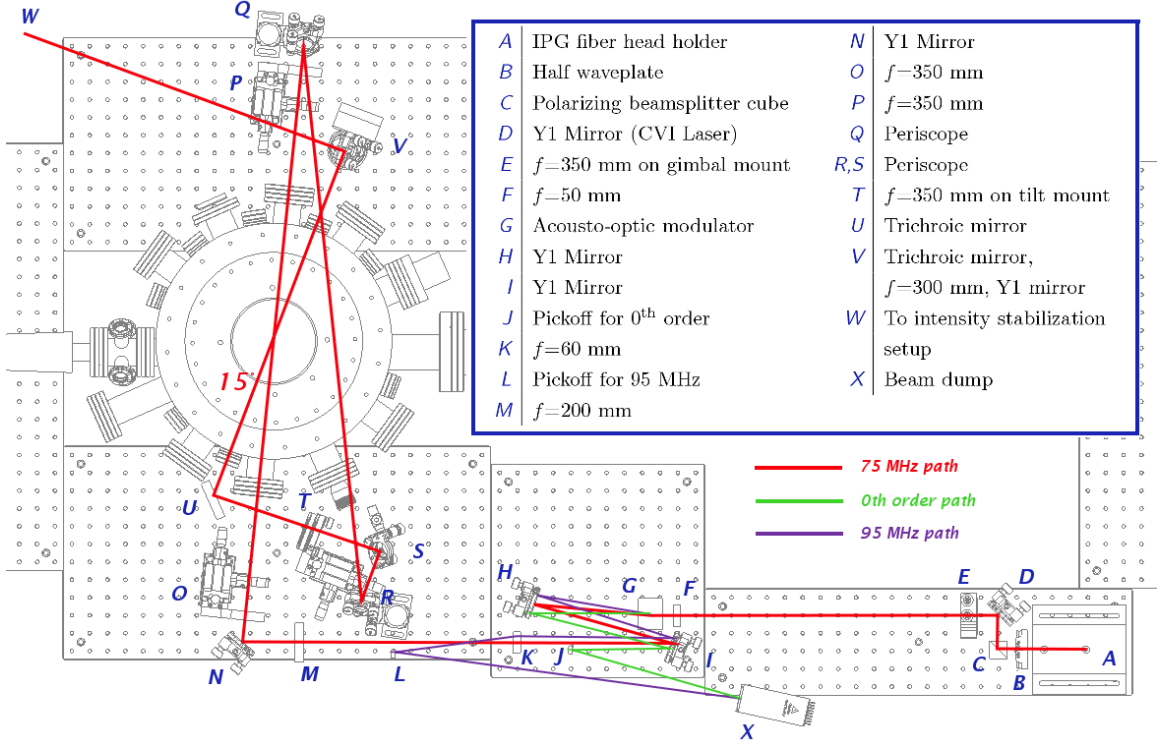 W
Q
P
V
A IPG fiber head holder
B Half waveplate
C Polarizing beamsplitter cube
D Y1 Mirror (CVI Laser)
E f=350 mm on gimbal mount
F f=50 mm
G Acousto-optic modulator
H Y1 Mirror
I Y1 Mirror
J Pickoff for 0th order
K f=60 mm
L Pickoff for 95 MHz
M f=200 mm
N Y1 Mirror
O f=350 mm
P f=350 mm
Q Periscope
R,S Periscope
T f=350 mm on tilt mount
U Trichroic mirror
V Trichroic mirror,
f=300 mm, Y1 mirror
W To intensity stabilization
setup
X Beam dump
15°
75 MHz path
0th order path
95 MHz path
U
T
S
O
R
H
G
F
E
D
N
M
L
K
J
I
C
B
A
X